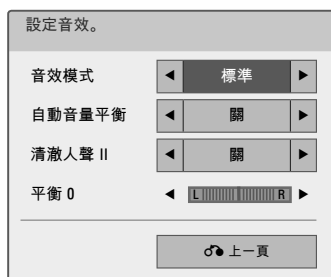 設定音效。
音效模式 ◀ 標準 ▶
自動音量平衡 ◀ 關 ▶
清澈人聲 II ◀ 關 ▶
平衡 0 ◀ L R ▶
上一頁